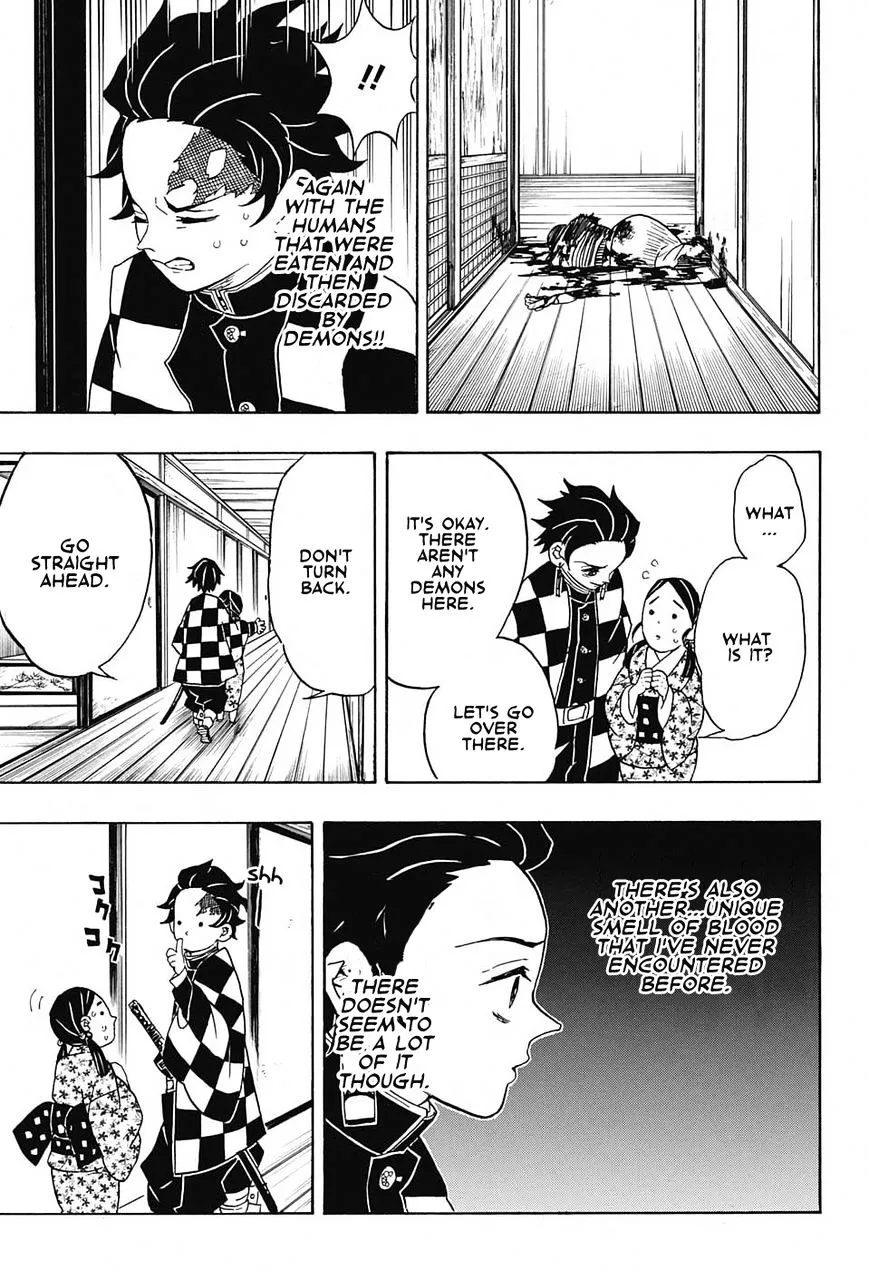 !!
AGAIN
WITH THE
HUMANS
THAT WERE
EATEN AND
THEN
DISCARDED
BY
DEMONS!!
WHAT
...
WHAT
IS IT?
IT'S OKAY.
THERE
AREN'T
ANY
DEMONS
HERE.
LET'S GO
OVER
THERE.
DON'T
TURN
BACK.
GO
STRAIGHT
AHEAD.
THERE'S ALSO
ANOTHER...UNIQUE
SMELL OF BLOOD
THAT I'VE NEVER
ENCOUNTERED
BEFORE.
THERE
DOESN'T
SEEM TO
BE A LOT
OF IT
THOUGH.
shh
コク
コク